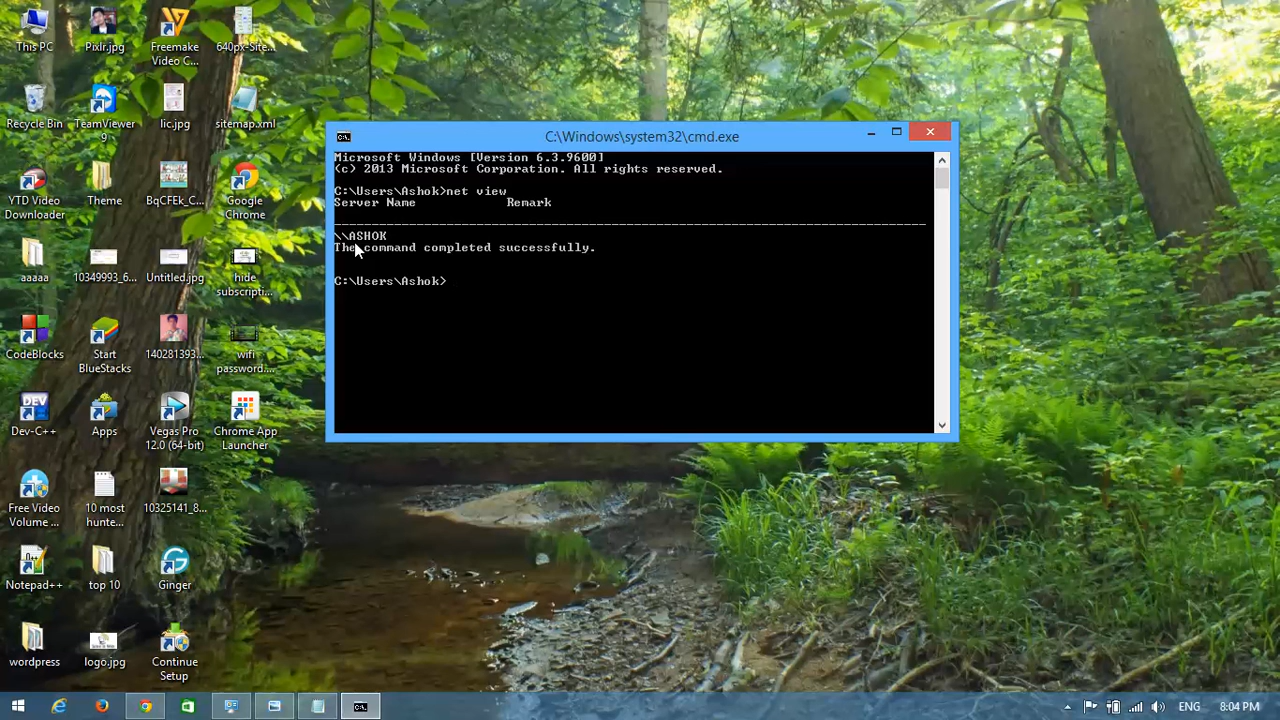 This PC
Pixlr.jpg
Freemake
Video C...
640px-Site...
Recycle Bin
TeamViewer
9
lic.jpg
sitemap.xml
YTD Video
Downloader
Theme
BqCFEk_C...
Google
Chrome
aaaaa
10349993_6...
Untitled.jpg
hide
subscripti...
CodeBlocks
Start
BlueStacks
140281393...
wifi
password....
Dev-C++
Apps
Vegas Pro
12.0 (64-bit)
Chrome App
Launcher
Free Video
Volume ...
10 most
hunte...
10325141_8...
Notepad++
top 10
Ginger
wordpress
logo.jpg
Continue
Setup
C:\Windows\system32\cmd.exe
Microsoft Windows [Version 6.3.9600]
(c) 2013 Microsoft Corporation. All rights reserved.
C:\Users\Ashok>net view
Server Name Remark
-------------------------------------------------------------------------------
\\ASHOK
The command completed successfully.
C:\Users\Ashok>
ENG
8:04 PM